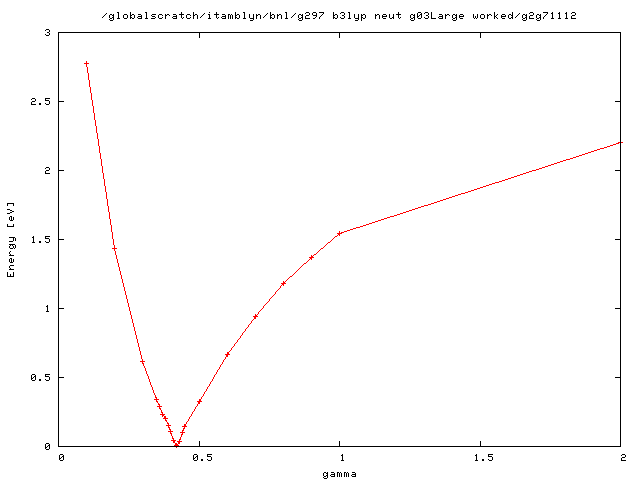 /globalscratch/itamblyn/bnl/g297 b3lyp neut g03Large worked/g2g71112
3
2.5
2
1.5
1
0.5
0
Energy [eV]
0 0.5 1 1.5 2
gamma